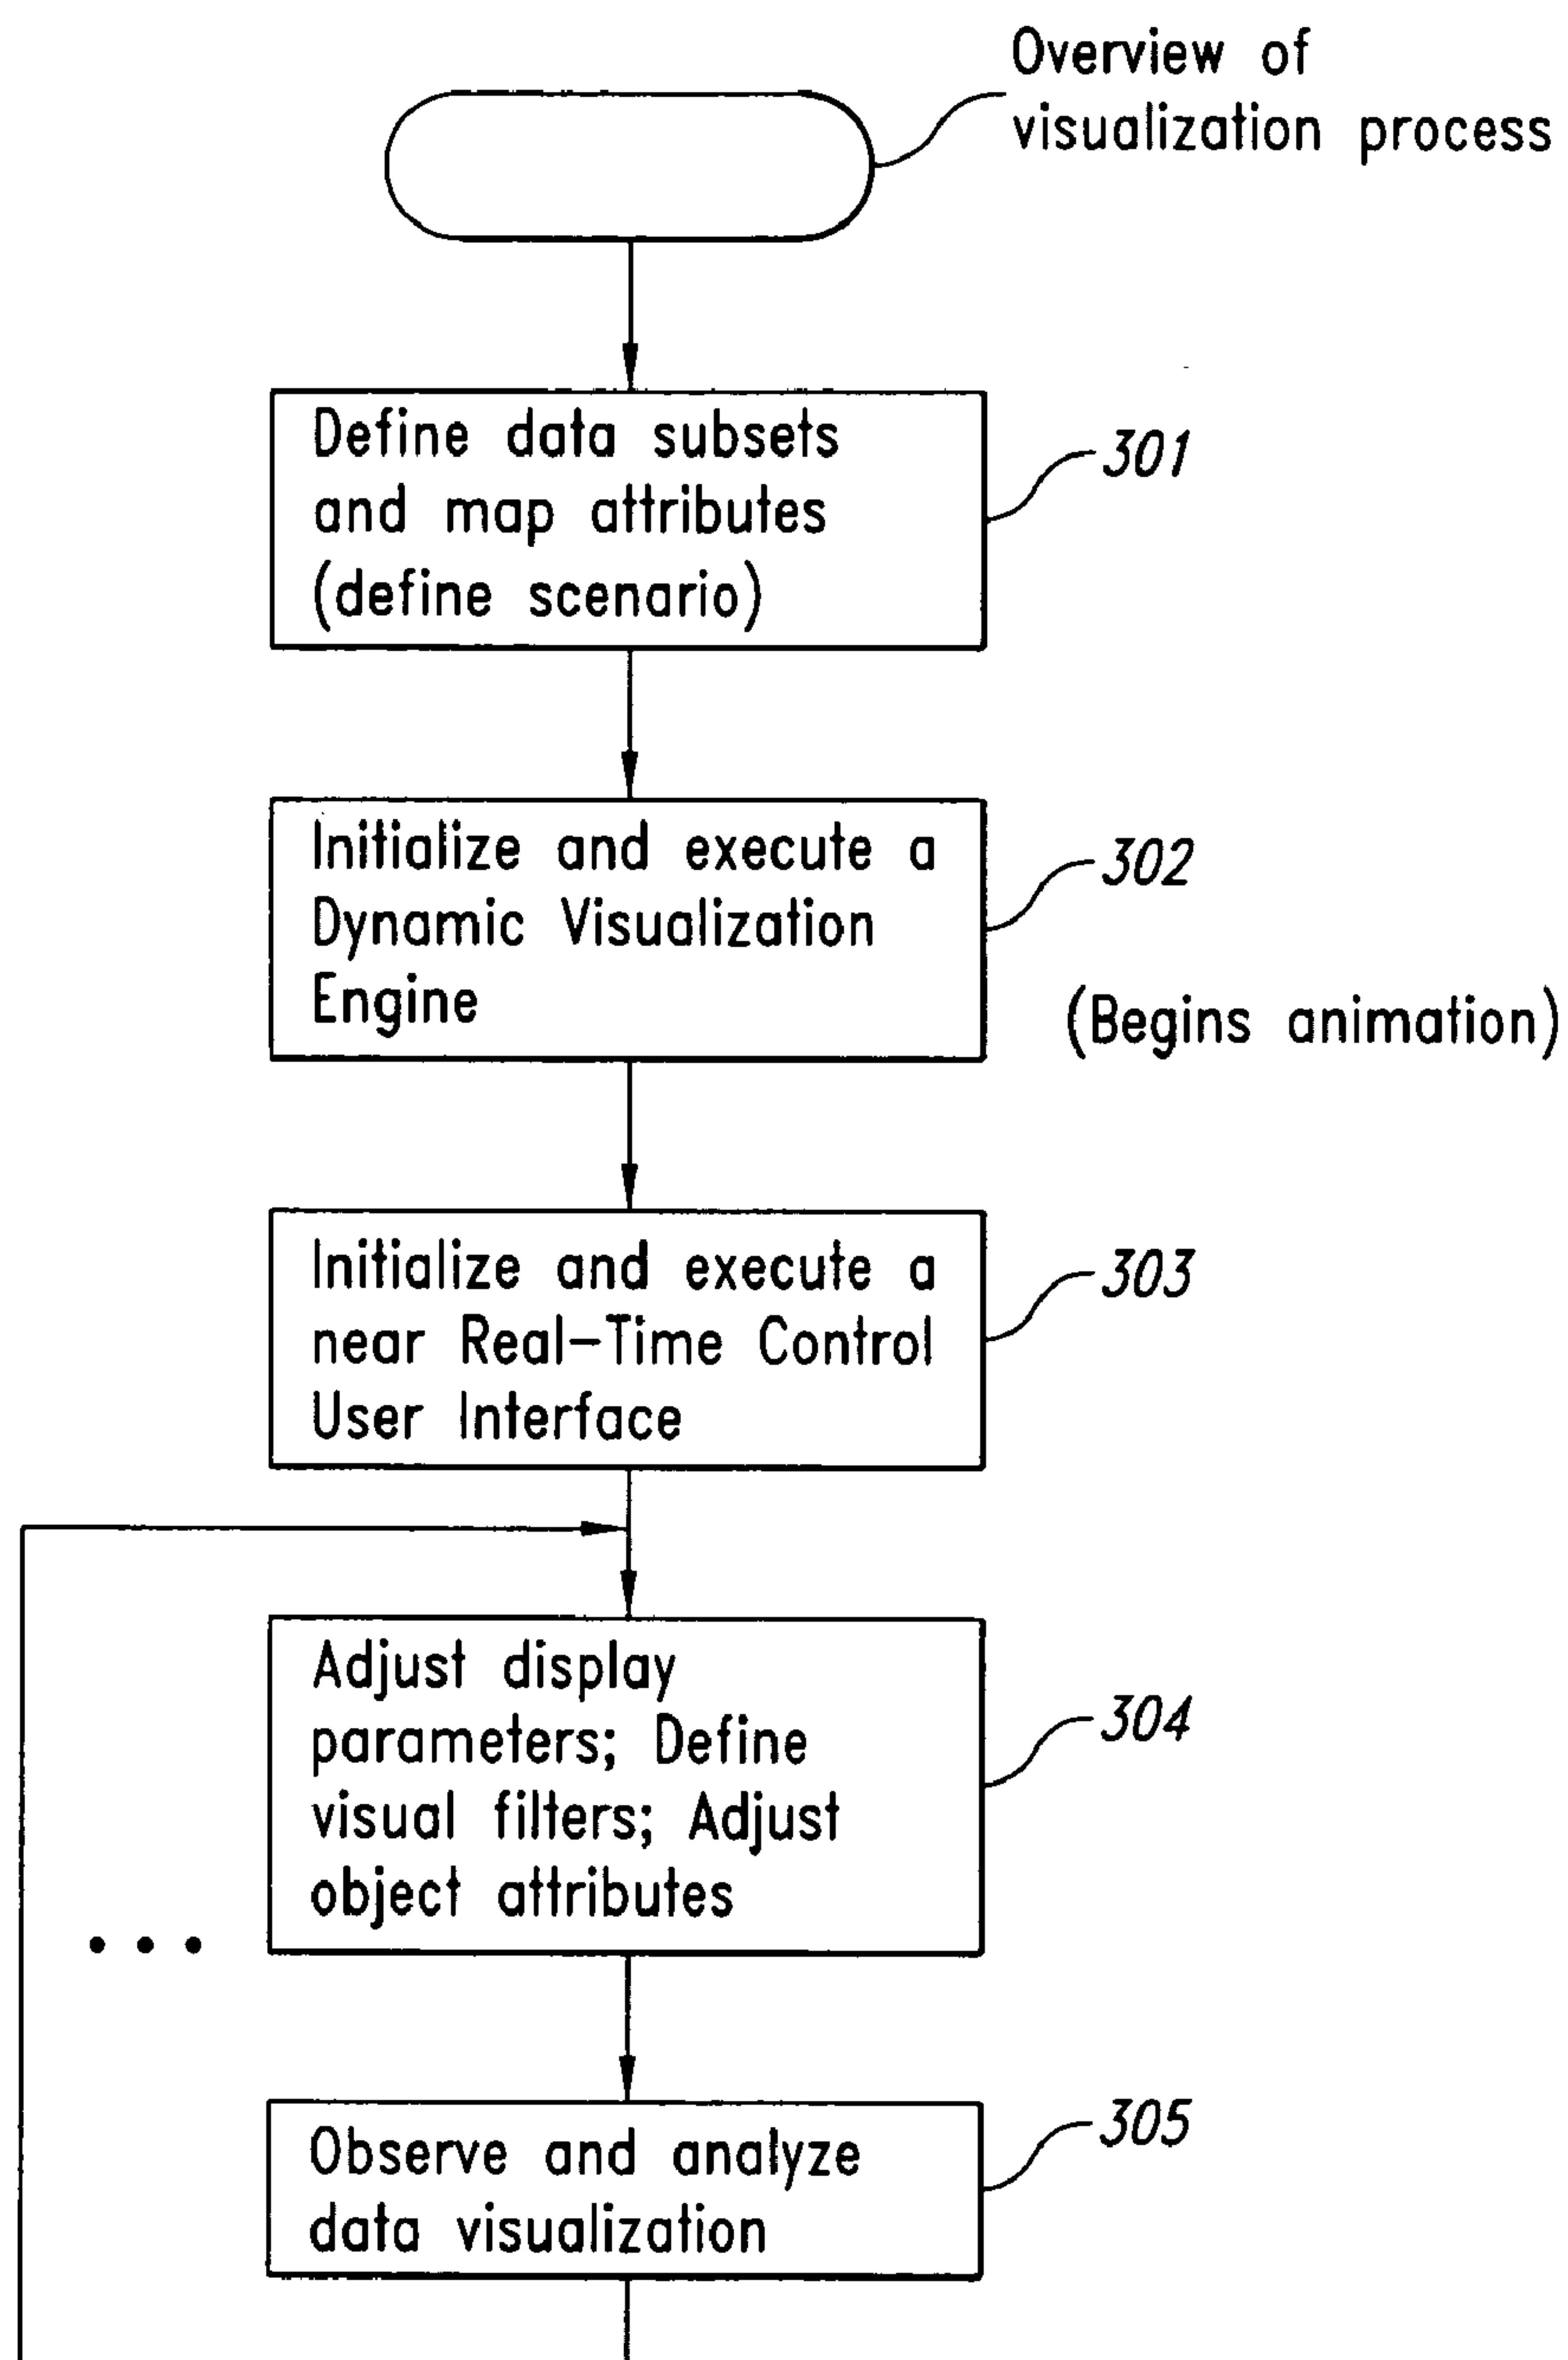 Overview of
visualization process
Define data subsets
and map attributes
(define scenario)
301
Initialize and execute a
Dynamic Visualization
Engine
302
(Begins animation)
Initialize and execute a
near Real-Time Control
User Interface
303
Adjust display
parameters; Define
visual filters; Adjust
object attributes
304
• • •
Observe and analyze
data visualization
305